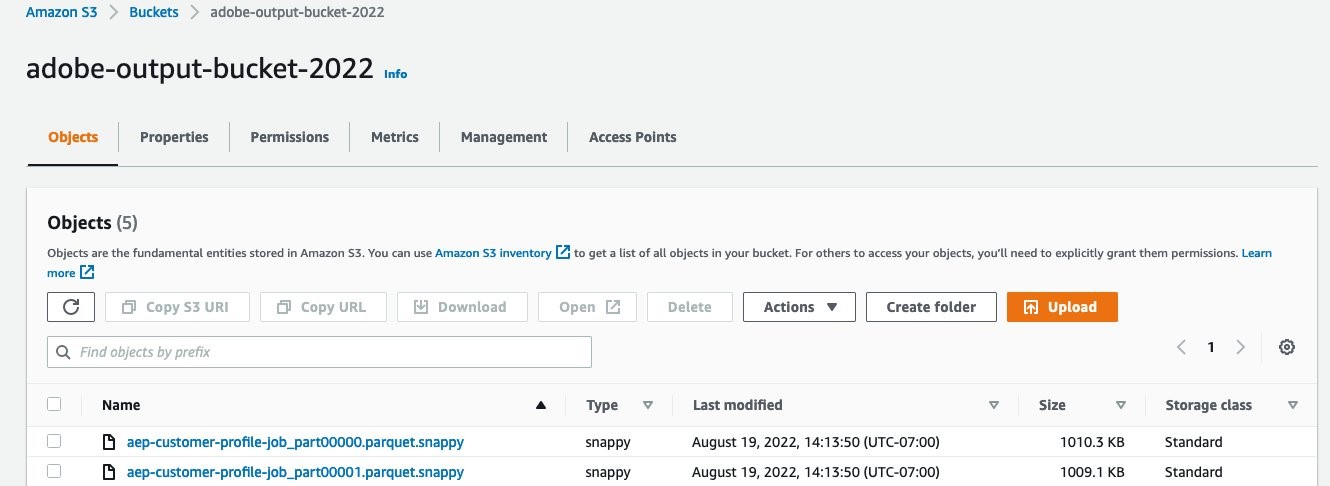 Amazon S3 > Buckets > adobe-output-bucket-2022
adobe-output-bucket-2022 Info
Objects Properties Permissions Metrics Management Access Points
Objects (5)
Objects are the fundamental entities stored in Amazon S3. You can use Amazon S3 inventory to get a list of all objects in your bucket. For others to access your objects, you'll need to explicitly grant them permissions. Learn
more
Copy S3 URI Copy URL Download Open Delete Actions Create folder Upload
Find objects by prefix 1
Name Type Last modified Size Storage class
aep-customer-profile-job_part00000.parquet.snappy snappy August 19, 2022, 14:13:50 (UTC-07:00) 1010.3 KB Standard
aep-customer-profile-job_part00001.parquet.snappy snappy August 19, 2022, 14:13:50 (UTC-07:00) 1009.1 KB Standard